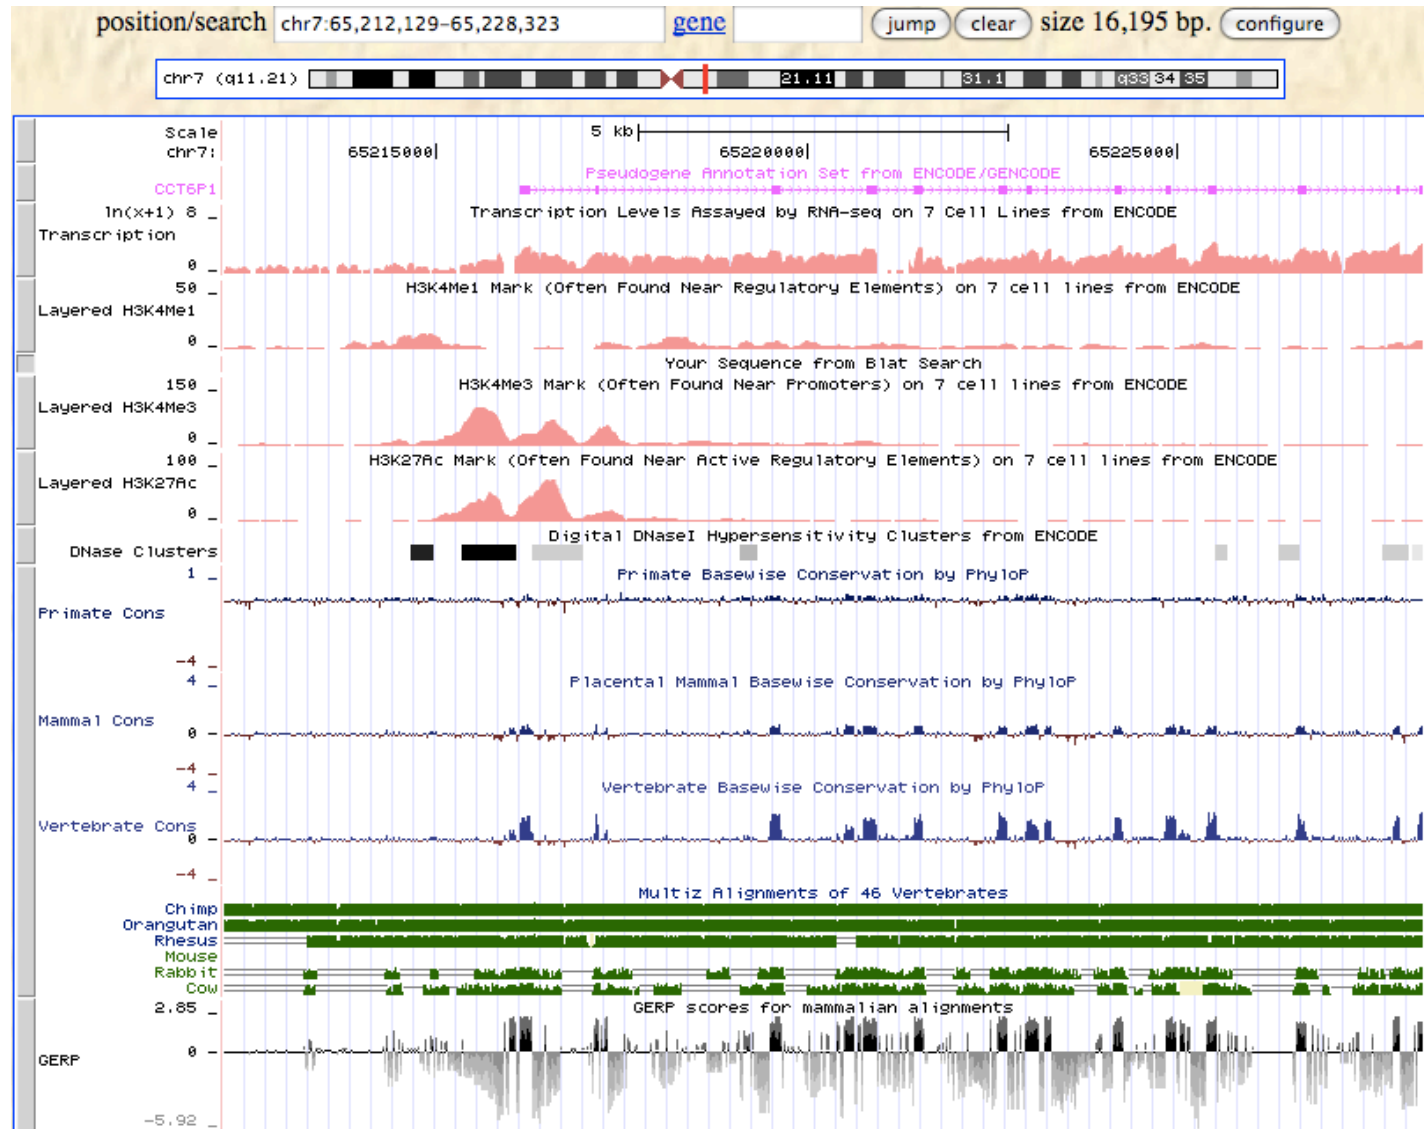 position/search chr7:65,212,129-65,228,323 gene jump clear size 16,195 bp. configure
chr7 (q11.21) 21.11 31.1 q33 34 35
Scale 5 kb
chr7: 65215000 65220000 65225000
Pseudogene Annotation Set from ENCODE/GENCODE
CCT6P1
ln(x+1) 8 _ Transcription Levels Assayed by RNA-seq on 7 Cell Lines from ENCODE
Transcription
0 _
50 _ H3K4Me1 Mark (Often Found Near Regulatory Elements) on 7 cell lines from ENCODE
Layered H3K4Me1
0 _
Your Sequence from Blat Search
150 _ H3K4Me3 Mark (Often Found Near Promoters) on 7 cell lines from ENCODE
Layered H3K4Me3
0 _
100 _ H3K27Ac Mark (Often Found Near Active Regulatory Elements) on 7 cell lines from ENCODE
Layered H3K27Ac
0 _
Digital DNaseI Hypersensitivity Clusters from ENCODE
DNase Clusters
1 _ Primate Basewise Conservation by PhyloP
Primate Cons
-4 _
4 _ Placental Mammal Basewise Conservation by PhyloP
Mammal Cons
0 _
-4 _
4 _ Vertebrate Basewise Conservation by PhyloP
Vertebrate Cons
0 _
-4 _
Multiz Alignments of 46 Vertebrates
Chimp
Orangutan
Rhesus
Mouse
Rabbit
Cow
2.85 _ GERP scores for mammalian alignments
0 _
GERP
-5.92 _